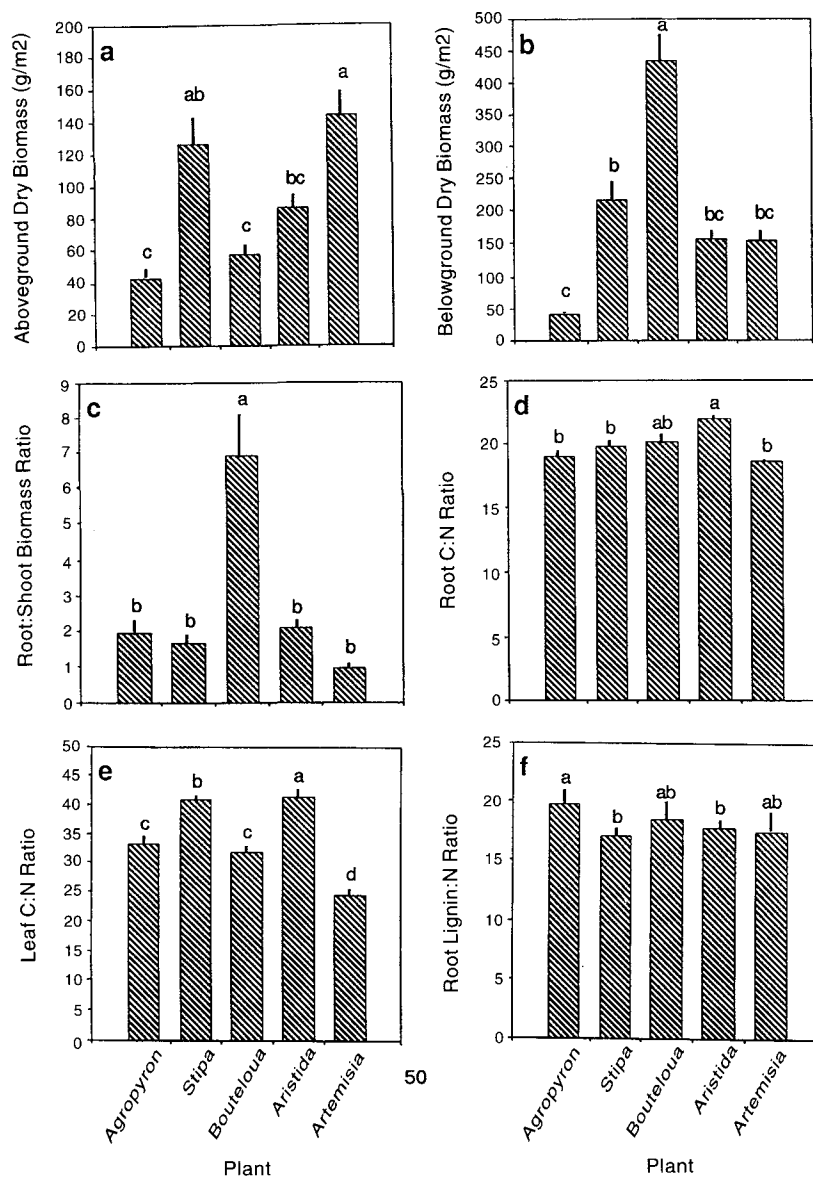 a
Aboveground Dry Biomass (g/m2)
200
180
160
140
120
100
80
60
40
20
0
c
ab
c
bc
a
b
Belowground Dry Biomass (g/m2)
500
450
400
350
300
250
200
150
100
50
0
c
b
a
bc
bc
c
Root:Shoot Biomass Ratio
9
8
7
6
5
4
3
2
1
0
b
b
a
b
b
d
Root C:N Ratio
25
20
15
10
5
0
b
b
ab
a
b
e
Leaf C:N Ratio
50
45
40
35
30
25
20
15
10
5
0
c
b
c
a
d
Agropyron
Stipa
Bouteloua
Aristida
Artemisia
Plant
50
f
Root Lignin:N Ratio
25
20
15
10
5
0
a
b
ab
b
ab
Agropyron
Stipa
Bouteloua
Aristida
Artemisia
Plant